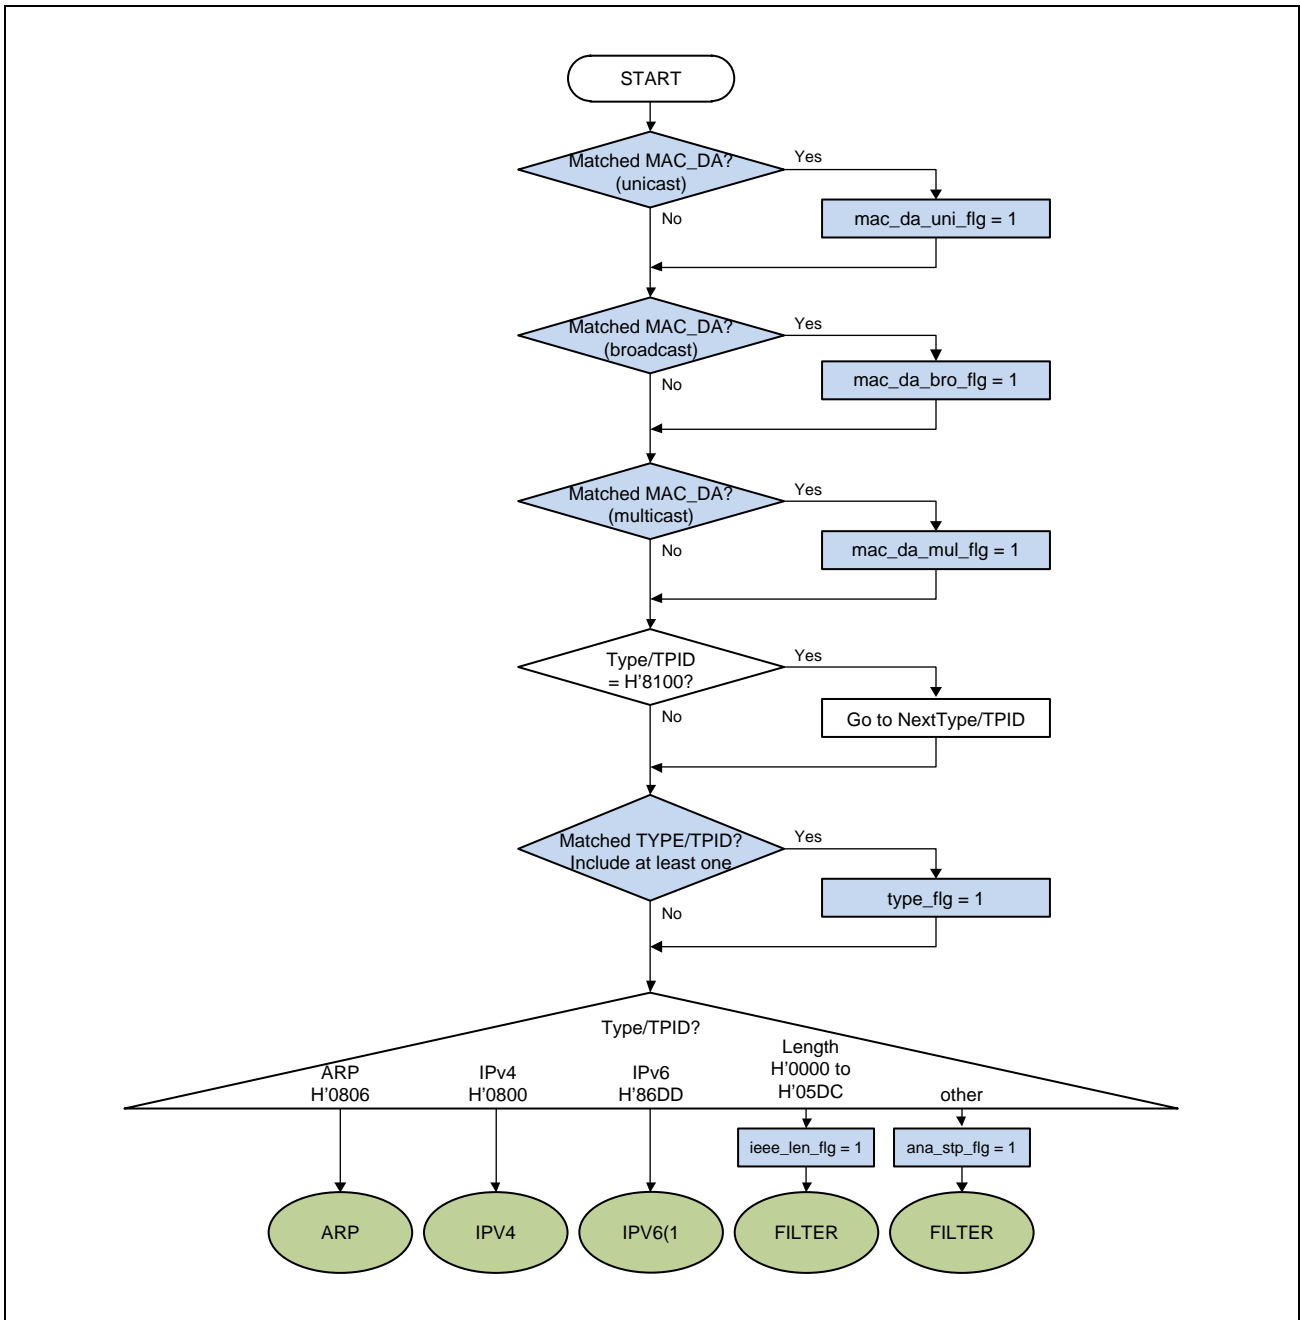 START
Matched MAC_DA?
(unicast)
Yes
No
mac_da_uni_flg = 1
Matched MAC_DA?
(broadcast)
Yes
No
mac_da_bro_flg = 1
Matched MAC_DA?
(multicast)
Yes
No
mac_da_mul_flg = 1
Type/TPID
= H'8100?
Yes
No
Go to NextType/TPID
Matched TYPE/TPID?
Include at least one
Yes
No
type_flg = 1
Type/TPID?
ARP
H'0806
IPv4
H'0800
IPv6
H'86DD
Length
H'0000 to
H'05DC
other
ieee_len_flg = 1
ana_stp_flg = 1
ARP
IPV4
IPV6(1
FILTER
FILTER